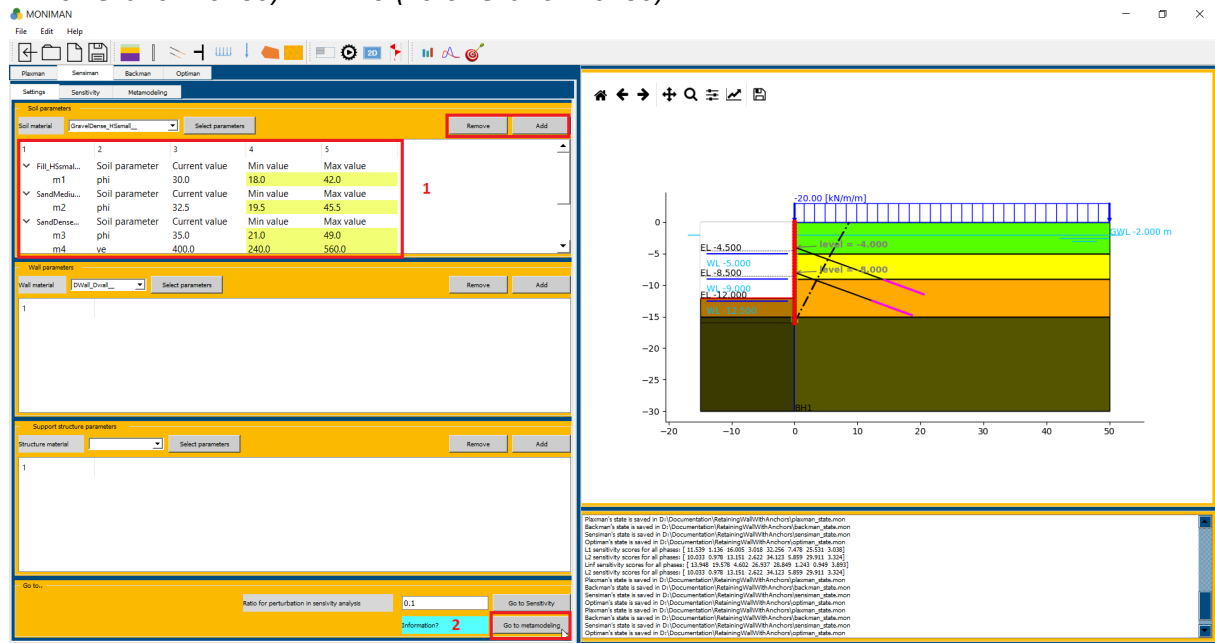 MONIMAN
File Edit Help
20
Plaxman Sensiman Backman Optiman
Settings Sensitivity Metamodeling
Soil parameters
Soil material GravelDense_HSsmall__ Select parameters Remove Add
1 2 3 4 5
Fill_HSsmal... Soil parameter Current value Min value Max value
m1 phi 30.0 18.0 42.0
SandMediu... Soil parameter Current value Min value Max value
m2 phi 32.5 19.5 45.5
SandDense... Soil parameter Current value Min value Max value
m3 phi 35.0 21.0 49.0
m4 ve 400.0 240.0 560.0
1
Wall parameters
Wall material DWall_Dwall__ Select parameters Remove Add
1
Support structure parameters
Structure material Select parameters Remove Add
1
Go to...
Ratio for perturbation in sensivity analysis 0.1 Go to Sensitivity
Information? 2 Go to metamodeling
-20.00 [kN/m/m]
GWL -2.000 m
EL -4.500
level = -4.000
WL -5.000
EL -8.500
level = -8.000
WL -9.000
EL -12.000
WL -12.500
BH1
0
−5
−10
−15
−20
−25
−30
−20 −10 0 10 20 30 40 50
Plaxman's state is saved in D:\Documentation\RetainingWallWithAnchors\plaxman_state.mon
Backman's state is saved in D:\Documentation\RetainingWallWithAnchors\backman_state.mon
Sensiman's state is saved in D:\Documentation\RetainingWallWithAnchors\sensiman_state.mon
Optiman's state is saved in D:\Documentation\RetainingWallWithAnchors\optiman_state.mon
L1 sensitivity scores for all phases: [ 11.539 1.136 16.005 3.018 32.256 7.478 25.531 3.038]
L2 sensitivity scores for all phases: [ 10.033 0.978 13.151 2.622 34.123 5.859 29.911 3.324]
Linf sensitivity scores for all phases: [ 13.948 19.578 4.602 26.937 28.849 1.243 0.949 3.893]
L2 sensitivity scores for all phases: [ 10.033 0.978 13.151 2.622 34.123 5.859 29.911 3.324]
Plaxman's state is saved in D:\Documentation\RetainingWallWithAnchors\plaxman_state.mon
Backman's state is saved in D:\Documentation\RetainingWallWithAnchors\backman_state.mon
Sensiman's state is saved in D:\Documentation\RetainingWallWithAnchors\sensiman_state.mon
Optiman's state is saved in D:\Documentation\RetainingWallWithAnchors\optiman_state.mon
Plaxman's state is saved in D:\Documentation\RetainingWallWithAnchors\plaxman_state.mon
Backman's state is saved in D:\Documentation\RetainingWallWithAnchors\backman_state.mon
Sensiman's state is saved in D:\Documentation\RetainingWallWithAnchors\sensiman_state.mon
Optiman's state is saved in D:\Documentation\RetainingWallWithAnchors\optiman_state.mon